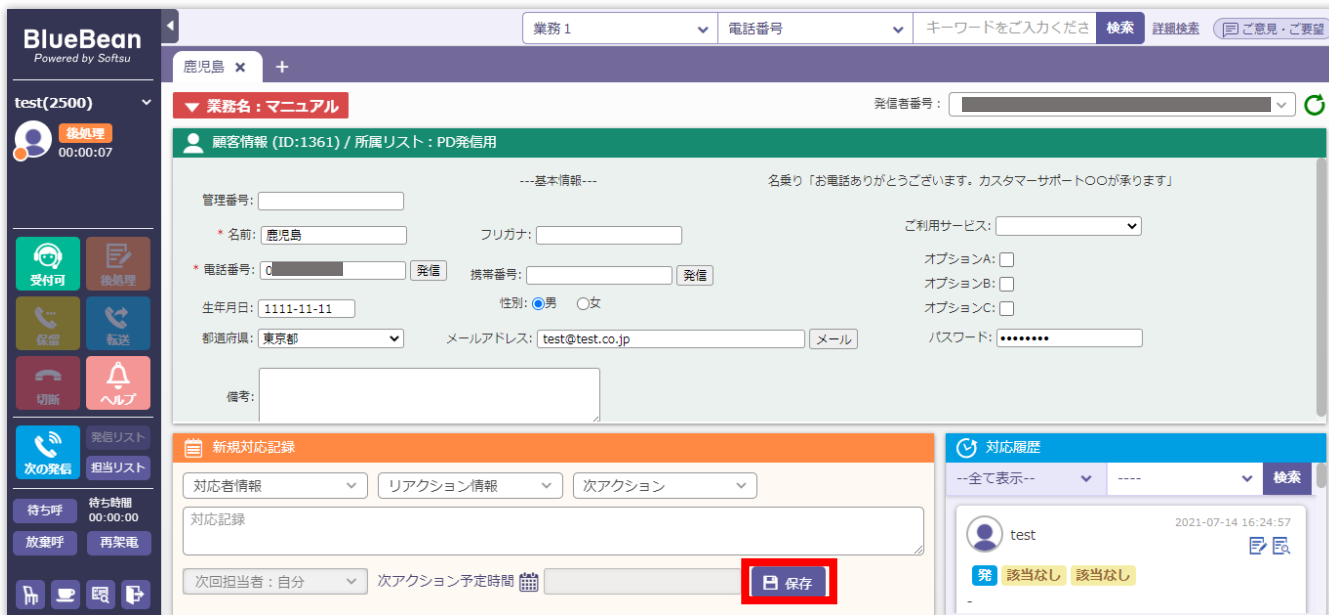 BlueBean
Powered by Softsu
test(2500)
後処理
00:00:07
受付可
後処理
保留
転送
切断
ヘルプ
次の発信
発信リスト
担当リスト
待ち呼
待ち時間
00:00:00
放棄呼
再架電
業務1
電話番号
キーワードをご入力くださ
検索
詳細検索
ご意見・ご要望
鹿児島 × +
▼ 業務名：マニュアル
発信者番号：
顧客情報 (ID:1361) / 所属リスト：PD発信用
---基本情報---
名乗り「お電話ありがとうございます。カスタマーサポート〇〇が承ります」
管理番号:
ご利用サービス:
* 名前: 鹿児島
フリガナ:
* 電話番号: 0
発信
携帯番号:
発信
オプションA:
オプションB:
オプションC:
生年月日: 1111-11-11
性別: 男 女
都道府県: 東京都
メールアドレス: test@test.co.jp
メール
パスワード: ••••••••
備考:
新規対応記録
対応者情報
リアクション情報
次アクション
対応記録
次回担当者：自分
次アクション予定時間
保存
対応履歴
--全て表示--
----
検索
test
2021-07-14 16:24:57
発 該当なし 該当なし
-